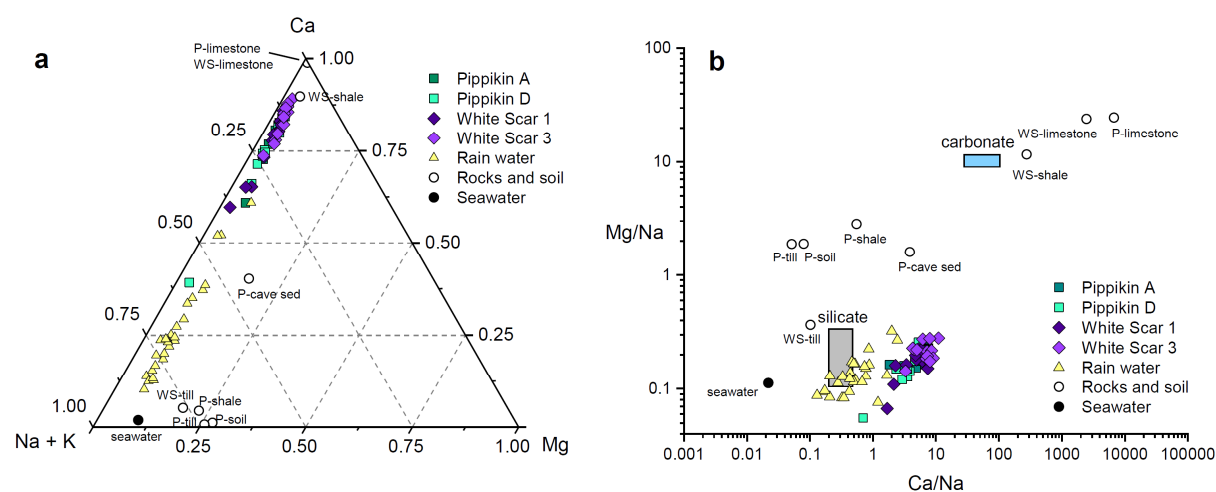 a
Ca
P-limestone
WS-limestone
1.00
WS-shale
0.25
0.75
0.50
0.50
P-cave sed
0.75
0.25
WS-till
P-shale
1.00
P-till
P-soil
seawater
Na + K
0.25
0.50
0.75
1.00
Mg
Pippikin A
Pippikin D
White Scar 1
White Scar 3
Rain water
Rocks and soil
Seawater
b
100
10
1
0.1
Mg/Na
WS-limestone
P-limestone
carbonate
WS-shale
P-shale
P-till
P-soil
P-cave sed
silicate
WS-till
seawater
Pippikin A
Pippikin D
White Scar 1
White Scar 3
Rain water
Rocks and soil
Seawater
0.001
0.01
0.1
1
10
100
1000
10000
100000
Ca/Na